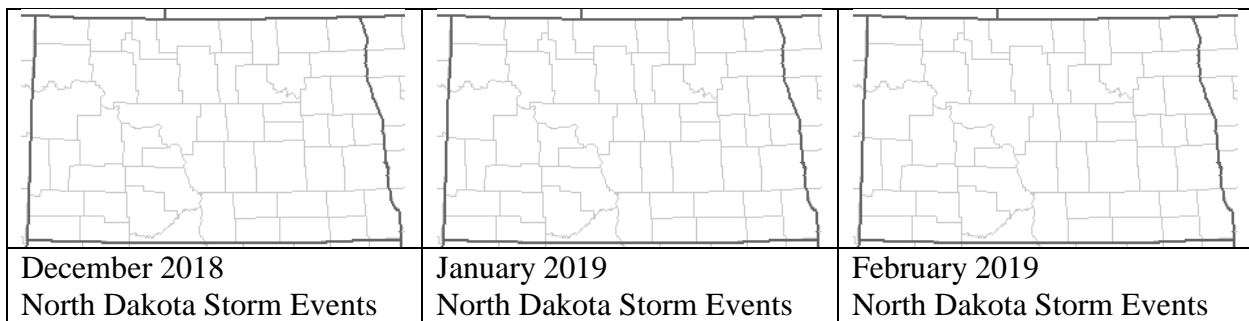 December 2018
North Dakota Storm Events
January 2019
North Dakota Storm Events
February 2019
North Dakota Storm Events